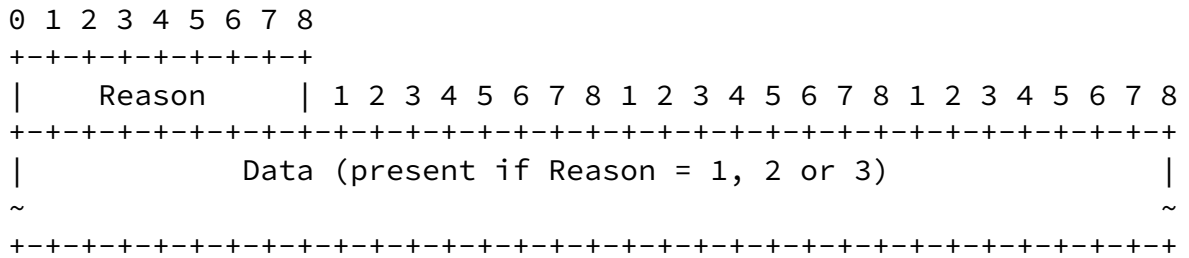 0 1 2 3 4 5 6 7 8
+-+-+-+-+-+-+-+-+
|    Reason     | 1 2 3 4 5 6 7 8 1 2 3 4 5 6 7 8 1 2 3 4 5 6 7 8
+-+-+-+-+-+-+-+-+-+-+-+-+-+-+-+-+-+-+-+-+-+-+-+-+-+-+-+-+-+-+-+-+
|            Data (present if Reason = 1, 2 or 3)               |
~                                                               ~
+-+-+-+-+-+-+-+-+-+-+-+-+-+-+-+-+-+-+-+-+-+-+-+-+-+-+-+-+-+-+-+-+